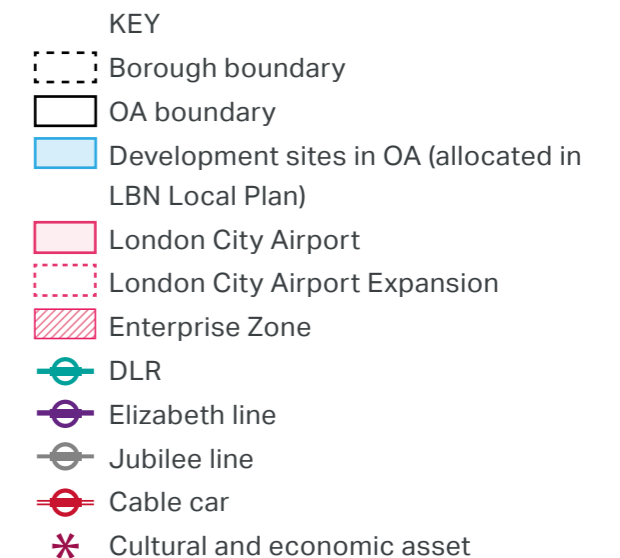 KEY
Borough boundary
OA boundary
Development sites in OA (allocated in
LBN Local Plan)
London City Airport
London City Airport Expansion
Enterprise Zone
DLR
Elizabeth line
Jubilee line
Cable car
Cultural and economic asset